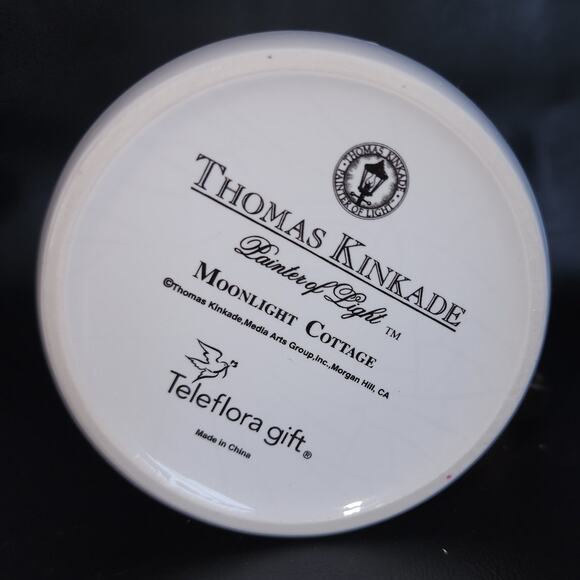 THOMAS KINKADE
PAINTER OF LIGHT
THOMAS KINKADE
Painter of Light ™
MOONLIGHT COTTAGE
©Thomas Kinkade,Media Arts Group,Inc.,Morgan Hill, CA
Teleflora gift®
Made in China